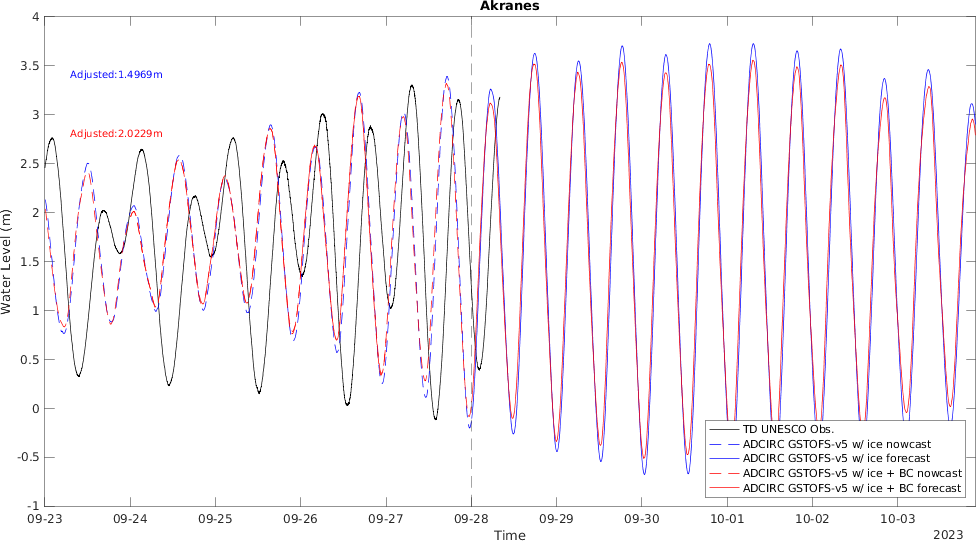 Akranes
4
3.5
3
2.5
2
1.5
1
0.5
0
-0.5
-1
Water Level (m)
Adjusted:1.4969m
Adjusted:2.0229m
TD UNESCO Obs.
ADCIRC GSTOFS-v5 w/ ice nowcast
ADCIRC GSTOFS-v5 w/ ice forecast
ADCIRC GSTOFS-v5 w/ ice + BC nowcast
ADCIRC GSTOFS-v5 w/ ice + BC forecast
09-23 09-24 09-25 09-26 09-27 09-28 09-29 09-30 10-01 10-02 10-03
Time
2023